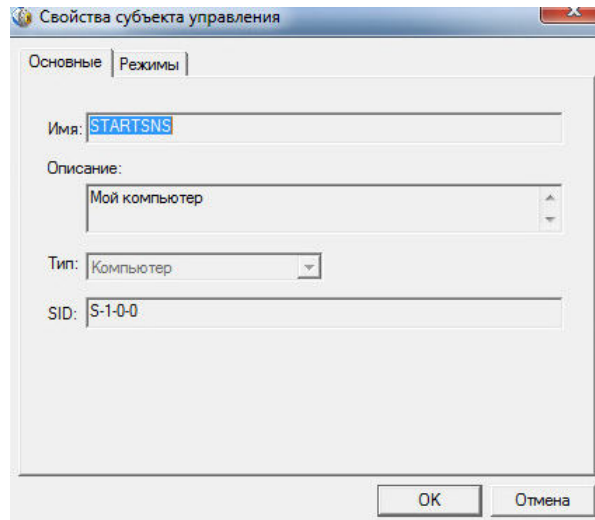 Свойства субъекта управления
Основные Режимы
Имя: STARTSNS
Описание:
Мой компьютер
Тип: Компьютер
SID: S-1-0-0
OK Отмена